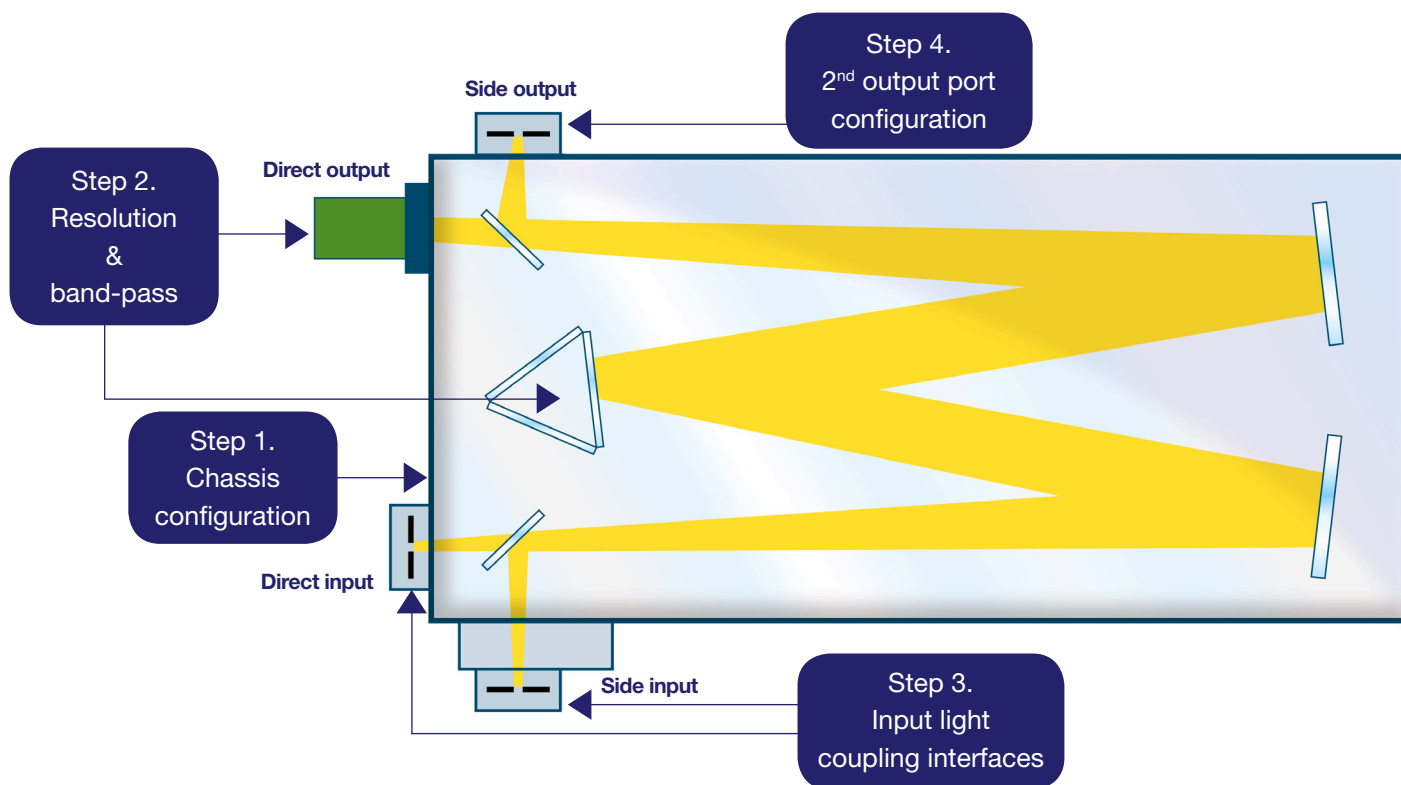 Step 4.
2nd output port
configuration
Side output
Direct output
Step 2.
Resolution
&
band-pass
Step 1.
Chassis
configuration
Direct input
Side input
Step 3.
Input light
coupling interfaces